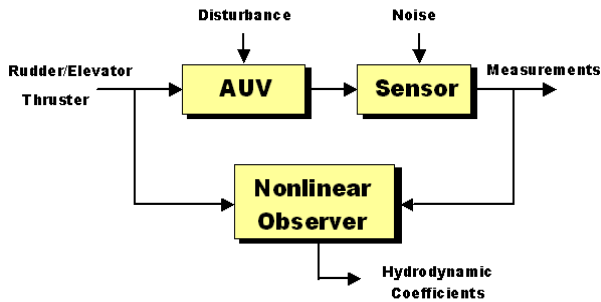 Disturbance
Noise
Rudder/Elevator
Thruster
AUV
Sensor
Measurements
Nonlinear
Observer
Hydrodynamic
Coefficients